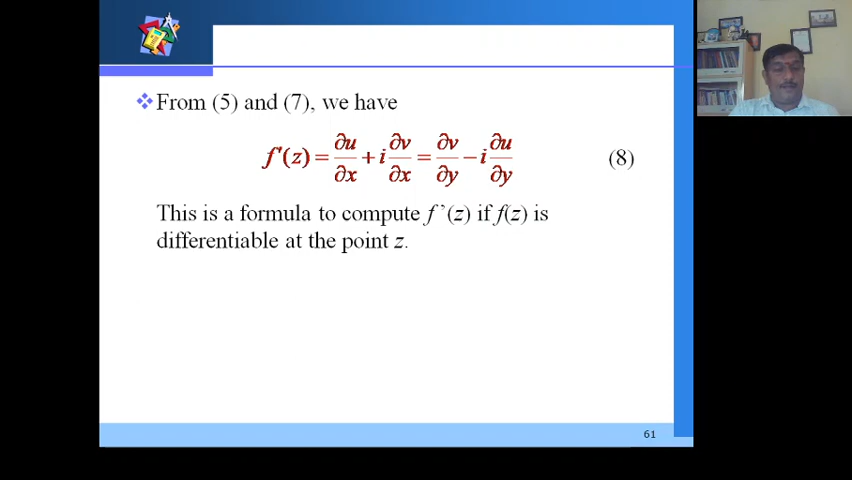 From (5) and (7), we have
f'(z) = ∂u/∂x + i ∂v/∂x = ∂v/∂y − i ∂u/∂y (8)
This is a formula to compute f ’(z) if f(z) is
differentiable at the point z.
61